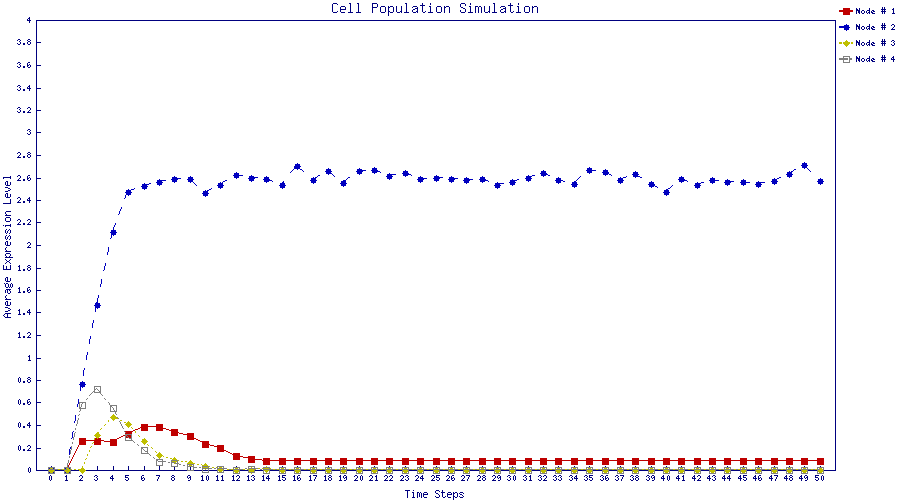 Cell Population Simulation
Node # 1
Node # 2
Node # 3
Node # 4
Average Expression Level
4
3.8
3.6
3.4
3.2
3
2.8
2.6
2.4
2.2
2
1.8
1.6
1.4
1.2
1
0.8
0.6
0.4
0.2
0
0 1 2 3 4 5 6 7 8 9 10 11 12 13 14 15 16 17 18 19 20 21 22 23 24 25 26 27 28 29 30 31 32 33 34 35 36 37 38 39 40 41 42 43 44 45 46 47 48 49 50
Time Steps